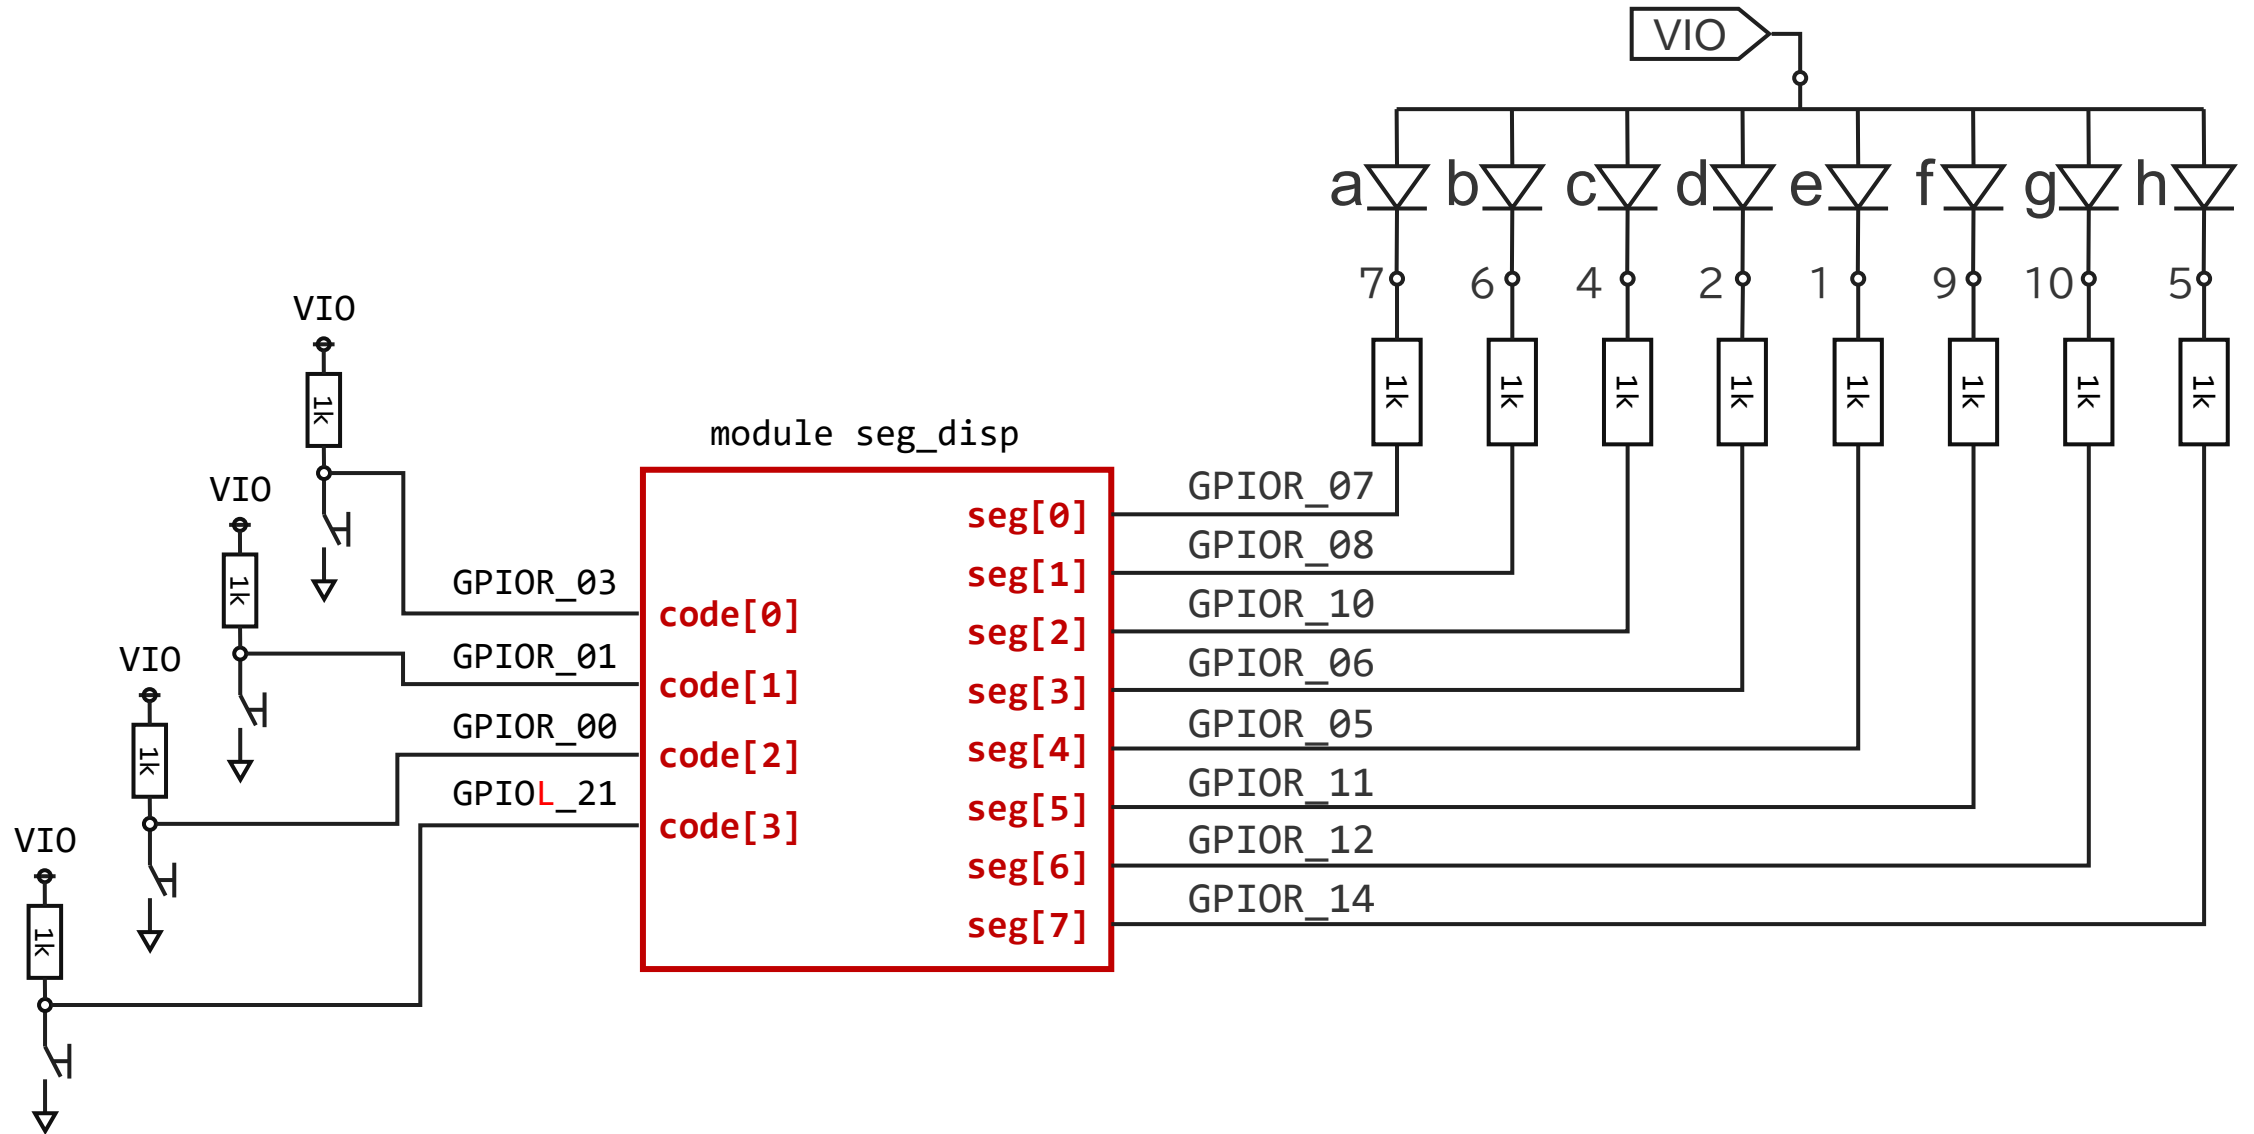 VIO
a b c d e f g h
7 6 4 2 1 9 10 5
1k 1k 1k 1k 1k 1k 1k 1k
VIO
1k
VIO
1k
VIO
1k
VIO
1k
module seg_disp
GPIOR_03
code[0]
GPIOR_01
code[1]
GPIOR_00
code[2]
GPIOL_21
code[3]
seg[0]
GPIOR_07
seg[1]
GPIOR_08
seg[2]
GPIOR_10
seg[3]
GPIOR_06
seg[4]
GPIOR_05
seg[5]
GPIOR_11
seg[6]
GPIOR_12
seg[7]
GPIOR_14